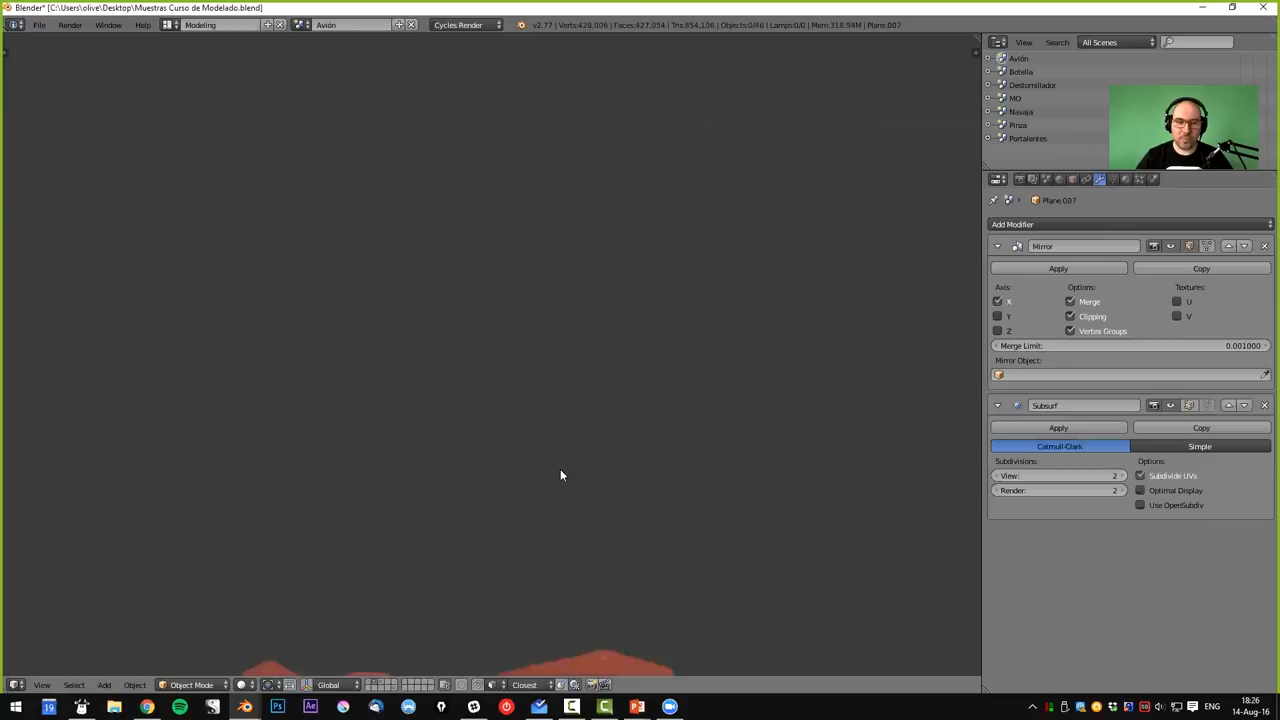 Blender* [C:\Users\olive\Desktop\Muestras Curso de Modelado.blend]
File Render Window Help Modeling Avión Cycles Render v2.77 | Verts:428,096 | Faces:427,054 | Tris:854,106 | Objects:0/46 | Lamps:0/0 | Mem:318.94M | Plane.007
View Search All Scenes
Avión
Botella
Destornillador
MO
Navaja
Pinza
Portalentes
Plane.007
Add Modifier
Mirror
Apply Copy
Axis: Options: Textures:
X Merge U
Y Clipping V
Z Vertex Groups
Merge Limit: 0.001000
Mirror Object:
Subsurf
Apply Copy
Catmull-Clark Simple
Subdivisions: Options:
View: 2 Subdivide UVs
Render: 2 Optimal Display
Use OpenSubdiv
View Select Add Object Object Mode Global Closest
19 Ps Ae ENG
18:26
14-Aug-16